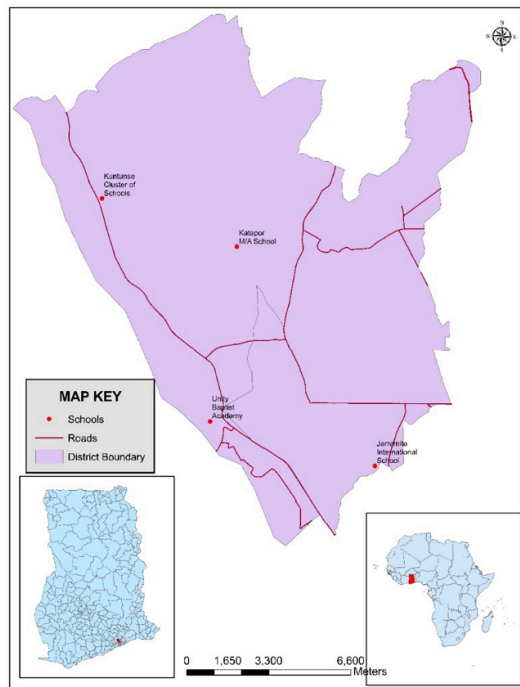 N
W
E
S
Kuntunse
Cluster of
Schools
Katapor
M/A School
Unity
Baptist
Academy
Jerrymite
International
School
MAP KEY
Schools
Roads
District Boundary
0 1,650 3,300 6,600
Meters